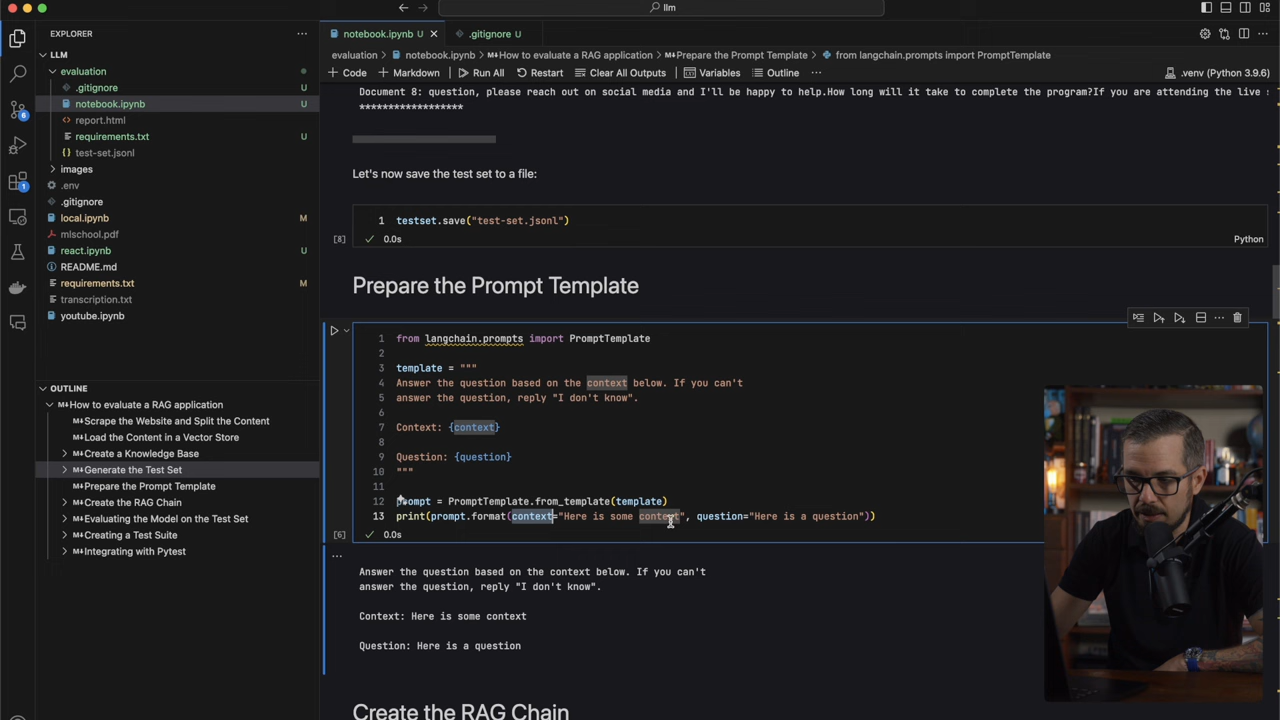 llm
EXPLORER
LLM
evaluation
.gitignore U
notebook.ipynb U
report.html
requirements.txt U
test-set.jsonl
images
.env
.gitignore
local.ipynb M
mlschool.pdf
react.ipynb U
README.md
requirements.txt M
transcription.txt
youtube.ipynb
6
1
OUTLINE
How to evaluate a RAG application
Scrape the Website and Split the Content
Load the Content in a Vector Store
Create a Knowledge Base
Generate the Test Set
Prepare the Prompt Template
Create the RAG Chain
Evaluating the Model on the Test Set
Creating a Test Suite
Integrating with Pytest
notebook.ipynb U .gitignore U
evaluation > notebook.ipynb > How to evaluate a RAG application > Prepare the Prompt Template > from langchain.prompts import PromptTemplate
+ Code + Markdown Run All Restart Clear All Outputs Variables Outline ... .venv (Python 3.9.6)
Document 8: question, please reach out on social media and I'll be happy to help.How long will it take to complete the program?If you are attending the live s
******************
Let's now save the test set to a file:
1 testset.save("test-set.jsonl")
[8] 0.0s Python
Prepare the Prompt Template
1 from langchain.prompts import PromptTemplate
2
3 template = """
4 Answer the question based on the context below. If you can't
5 answer the question, reply "I don't know".
6
7 Context: {context}
8
9 Question: {question}
10 """
11
12 prompt = PromptTemplate.from_template(template)
13 print(prompt.format(context="Here is some context", question="Here is a question"))
[6] 0.0s
...
Answer the question based on the context below. If you can't
answer the question, reply "I don't know".
Context: Here is some context
Question: Here is a question
Create the RAG Chain